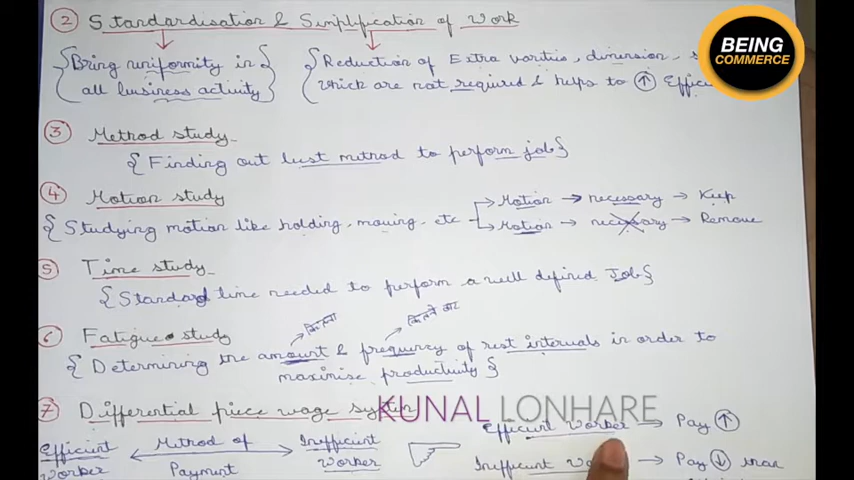 ② Standardisation & Simplification of work
BEING
COMMERCE
{Bring uniformity in all business activity}
{Reduction of Extra varities, dimension, which are not required & helps to ↑
③ Method study
{Finding out best method to perform job}
④ Motion study
{Studying motion like holding, moving, etc
Motion → necessary → Keep
Motion → necessary → Remove
⑤ Time study
{Standard time needed to perform a well defined Job}
⑥ Fatigue study
कितना
कितने बार
{Determining the amount & frequency of rest intervals in order to
maximise productivity}
⑦ Differential piece wage system
KUNAL LONHARE
Efficient worker ← Method of Payment → Inefficient worker
Efficient worker → Pay ↑
Inefficient → Pay ↓ than